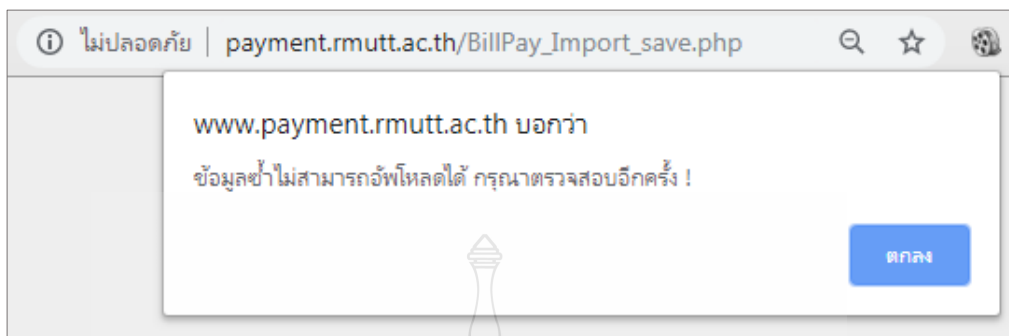 ไม่ปลอดภัย | payment.rmutt.ac.th/BillPay_Import_save.php
www.payment.rmutt.ac.th บอกว่า
ข้อมูลซ้ำไม่สามารถอัพโหลดได้ กรุณาตรวจสอบอีกครั้ง !
ตกลง